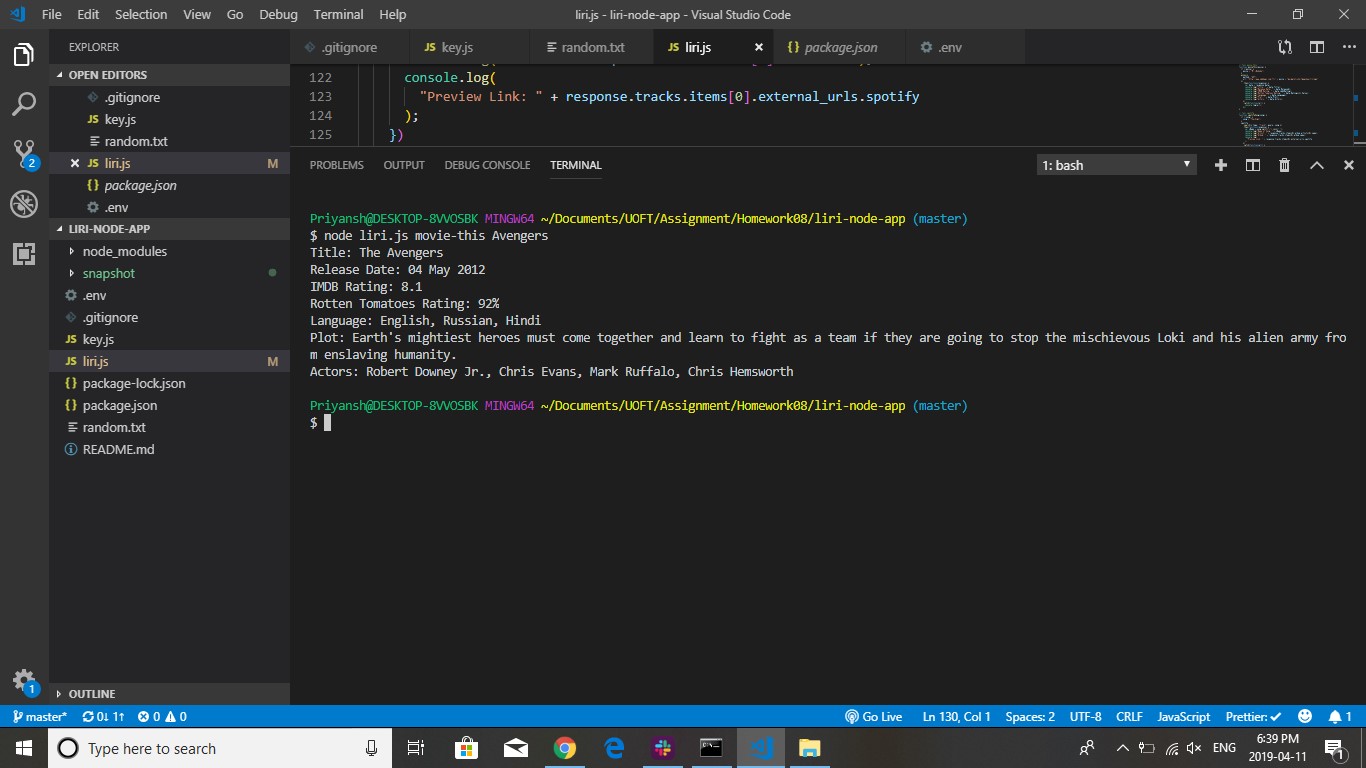 File Edit Selection View Go Debug Terminal Help
liri.js - liri-node-app - Visual Studio Code
EXPLORER
OPEN EDITORS
.gitignore
JS key.js
random.txt
JS liri.js M
{} package.json
.env
LIRI-NODE-APP
node_modules
snapshot
.env
.gitignore
JS key.js
JS liri.js M
{} package-lock.json
{} package.json
random.txt
README.md
OUTLINE
2
1
.gitignore JS key.js random.txt JS liri.js {} package.json .env
122 console.log(
123 "Preview Link: " + response.tracks.items[0].external_urls.spotify
124 );
125 })
PROBLEMS OUTPUT DEBUG CONSOLE TERMINAL
1: bash
Priyansh@DESKTOP-8VVOSBK MINGW64 ~/Documents/UOFT/Assignment/Homework08/liri-node-app (master)
$ node liri.js movie-this Avengers
Title: The Avengers
Release Date: 04 May 2012
IMDB Rating: 8.1
Rotten Tomatoes Rating: 92%
Language: English, Russian, Hindi
Plot: Earth's mightiest heroes must come together and learn to fight as a team if they are going to stop the mischievous Loki and his alien army fro
m enslaving humanity.
Actors: Robert Downey Jr., Chris Evans, Mark Ruffalo, Chris Hemsworth
Priyansh@DESKTOP-8VVOSBK MINGW64 ~/Documents/UOFT/Assignment/Homework08/liri-node-app (master)
$
master* 0↓ 1↑ 0 0
Go Live Ln 130, Col 1 Spaces: 2 UTF-8 CRLF JavaScript Prettier: ✓ 1
Type here to search
ENG
6:39 PM
2019-04-11
1